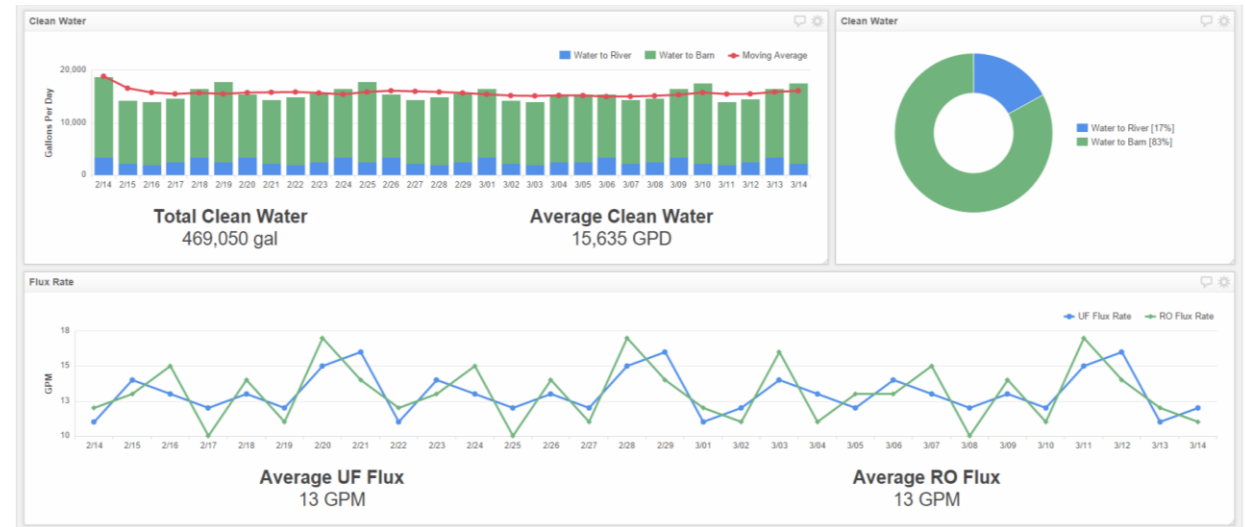 Clean Water
Water to River Water to Barn Moving Average
Gallons Per Day
20,000
10,000
0
2/14 2/15 2/16 2/17 2/18 2/19 2/20 2/21 2/22 2/23 2/24 2/25 2/26 2/27 2/28 2/29 3/01 3/02 3/03 3/04 3/05 3/06 3/07 3/08 3/09 3/10 3/11 3/12 3/13 3/14
Total Clean Water
469,050 gal
Average Clean Water
15,635 GPD
Clean Water
Water to River [17%]
Water to Barn [83%]
Flux Rate
UF Flux Rate RO Flux Rate
GPM
18
15
13
10
2/14 2/15 2/16 2/17 2/18 2/19 2/20 2/21 2/22 2/23 2/24 2/25 2/26 2/27 2/28 2/29 3/01 3/02 3/03 3/04 3/05 3/06 3/07 3/08 3/09 3/10 3/11 3/12 3/13 3/14
Average UF Flux
13 GPM
Average RO Flux
13 GPM